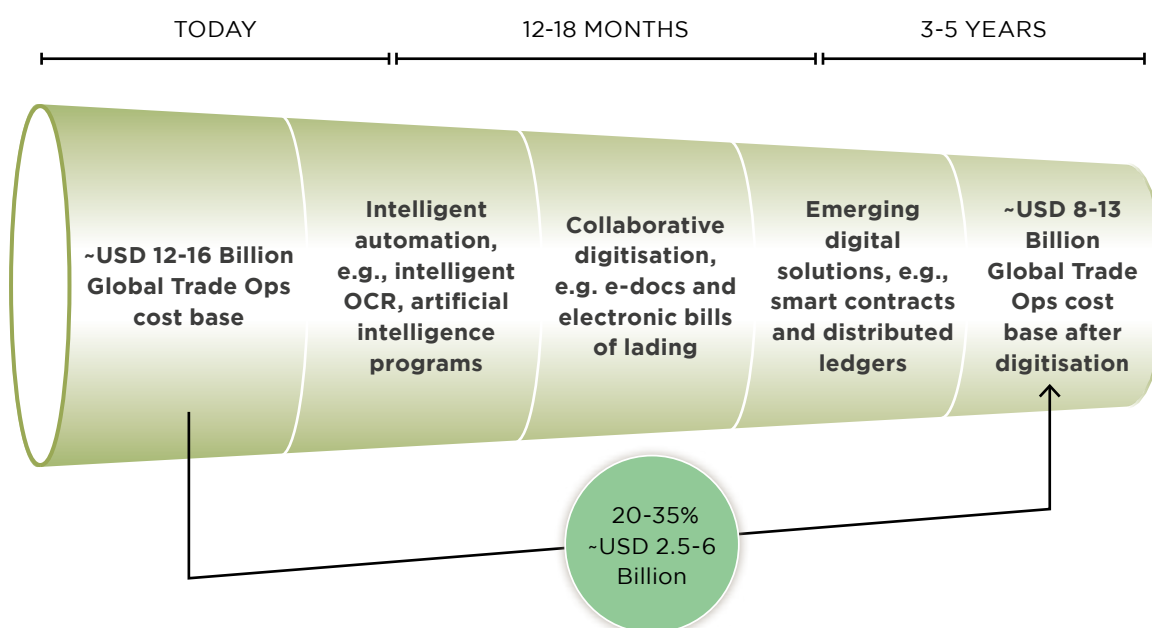 TODAY
12-18 MONTHS
3-5 YEARS
~USD 12-16 Billion
Global Trade Ops
cost base
Intelligent
automation,
e.g., intelligent
OCR, artificial
intelligence
programs
Collaborative
digitisation,
e.g. e-docs and
electronic bills
of lading
Emerging
digital
solutions, e.g.,
smart contracts
and distributed
ledgers
~USD 8-13
Billion
Global Trade
Ops cost
base after
digitisation
20-35%
~USD 2.5-6
Billion